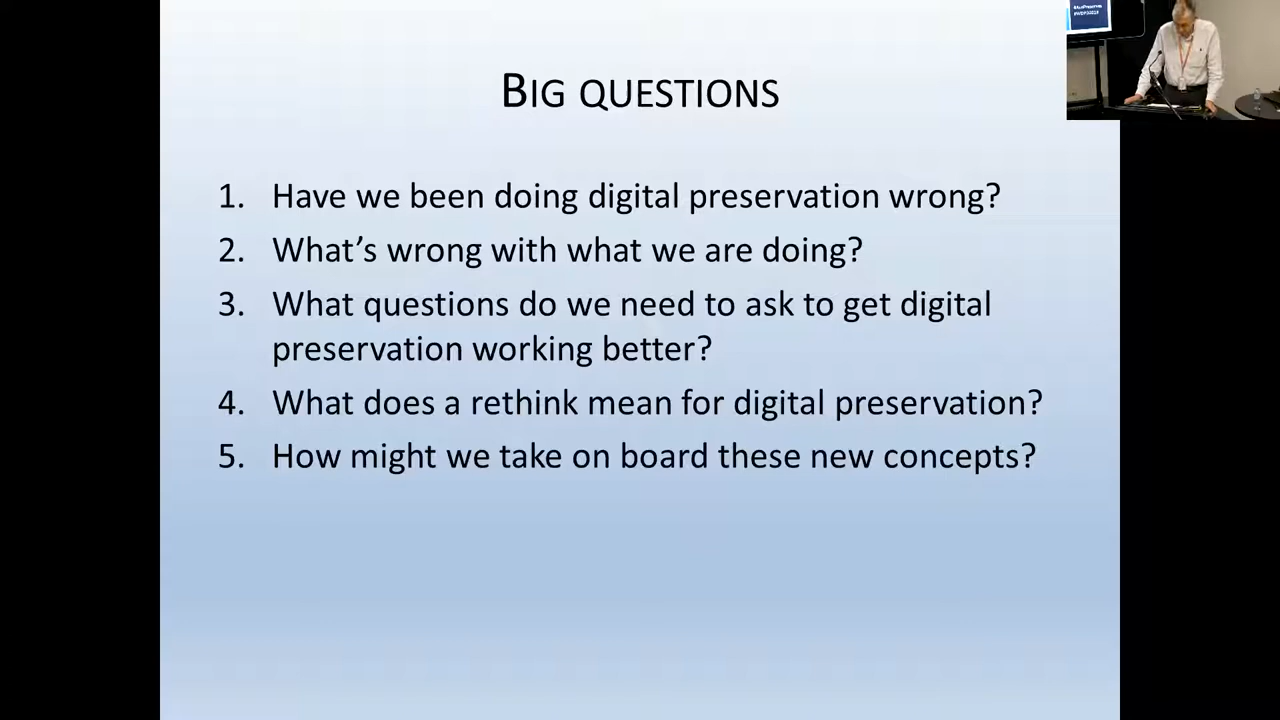 BIG QUESTIONS
1. Have we been doing digital preservation wrong?
2. What's wrong with what we are doing?
3. What questions do we need to ask to get digital
preservation working better?
4. What does a rethink mean for digital preservation?
5. How might we take on board these new concepts?